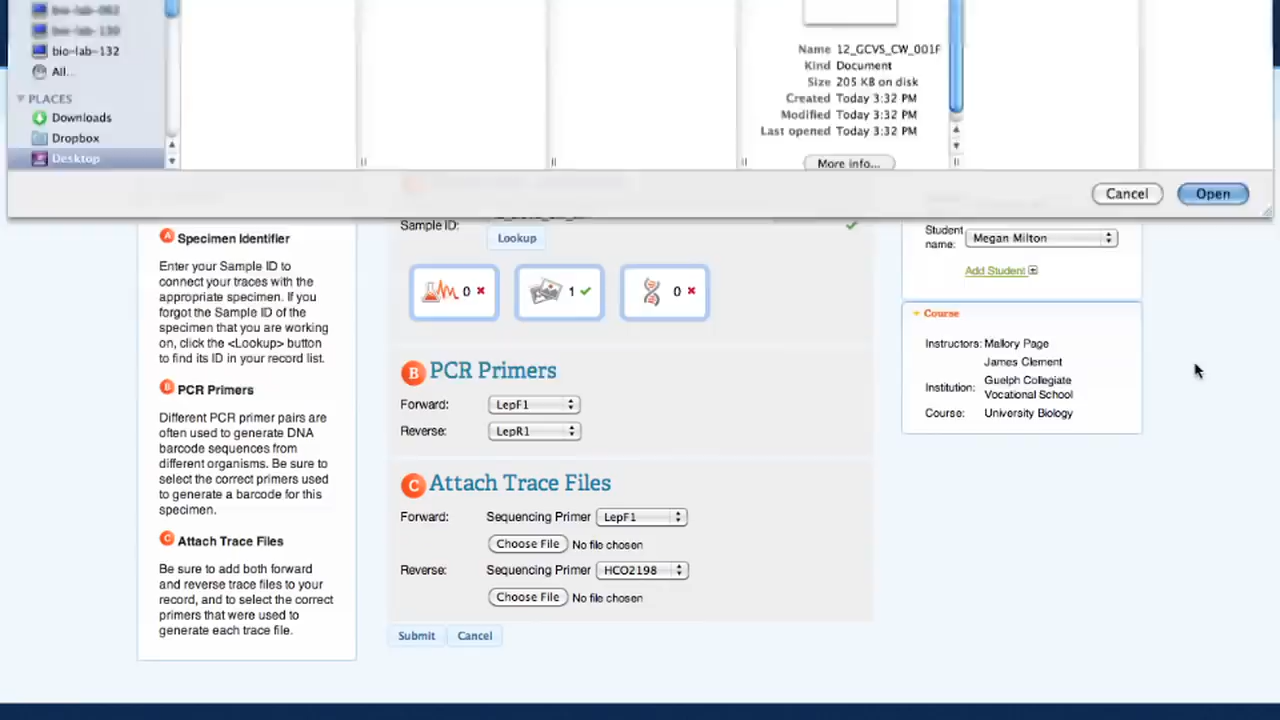 bio-lab-132
All...
PLACES
Downloads
Dropbox
Desktop
Name 12_GCVS_CW_001F
Kind Document
Size 205 KB on disk
Created Today 3:32 PM
Modified Today 3:32 PM
Last opened Today 3:32 PM
More info...
Cancel
Open
A Specimen Identifier
Enter your Sample ID to
connect your traces with the
appropriate specimen. If you
forgot the Sample ID of the
specimen that you are working
on, click the <Lookup> button
to find its ID in your record list.
B PCR Primers
Different PCR primer pairs are
often used to generate DNA
barcode sequences from
different organisms. Be sure to
select the correct primers used
to generate a barcode for this
specimen.
C Attach Trace Files
Be sure to add both forward
and reverse trace files to your
record, and to select the correct
primers that were used to
generate each trace file.
Sample ID:
Lookup
0
1
0
B PCR Primers
Forward: LepF1
Reverse: LepR1
C Attach Trace Files
Forward: Sequencing Primer LepF1
Choose File No file chosen
Reverse: Sequencing Primer HCO2198
Choose File No file chosen
Submit Cancel
Student
name: Megan Milton
Add Student
Course
Instructors: Mallory Page
James Clement
Institution: Guelph Collegiate
Vocational School
Course: University Biology